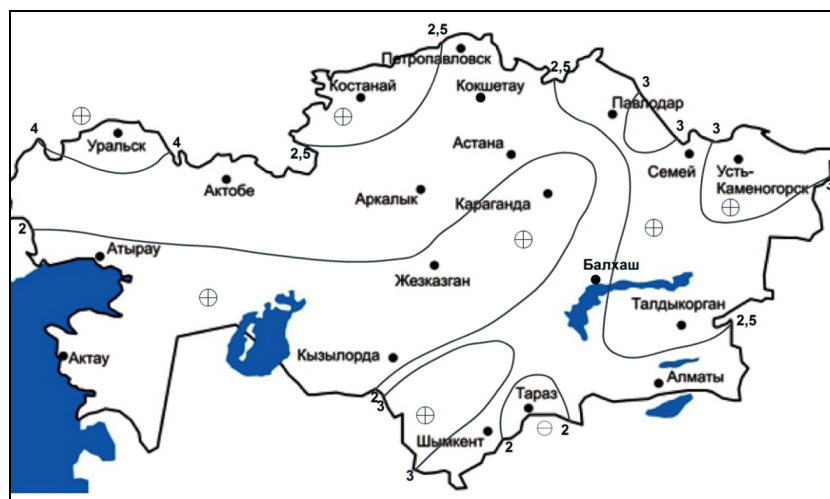 2,5
Петропавловск
2,5
Костанай
Кокшетау
3
Павлодар
4
Уральск
4
2,5
3
3
Астана
Семей
Усть-
Каменогорск
3
Актобе
Аркалык
Караганда
2
Атырау
Жезказган
Балхаш
Талдыкорган
2,5
Актау
Кызылорда
Алматы
2
3
Тараз
2
Шымкент
2
3